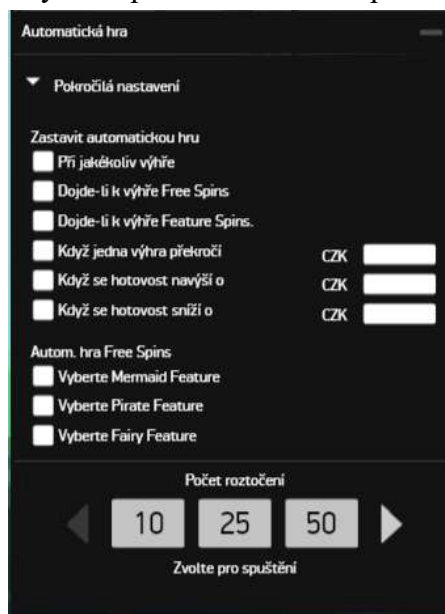 Automatická hra
Pokročilá nastavení
Zastavit automatickou hru
Při jakékoliv výhře
Dojde-li k výhře Free Spins
Dojde-li k výhře Feature Spins.
Když jedna výhra překročí CZK
Když se hotovost navýší o CZK
Když se hotovost sníží o CZK
Autom. hra Free Spins
Vyberte Mermaid Feature
Vyberte Pirate Feature
Vyberte Fairy Feature
Počet roztočení
10 25 50
Zvolte pro spuštění